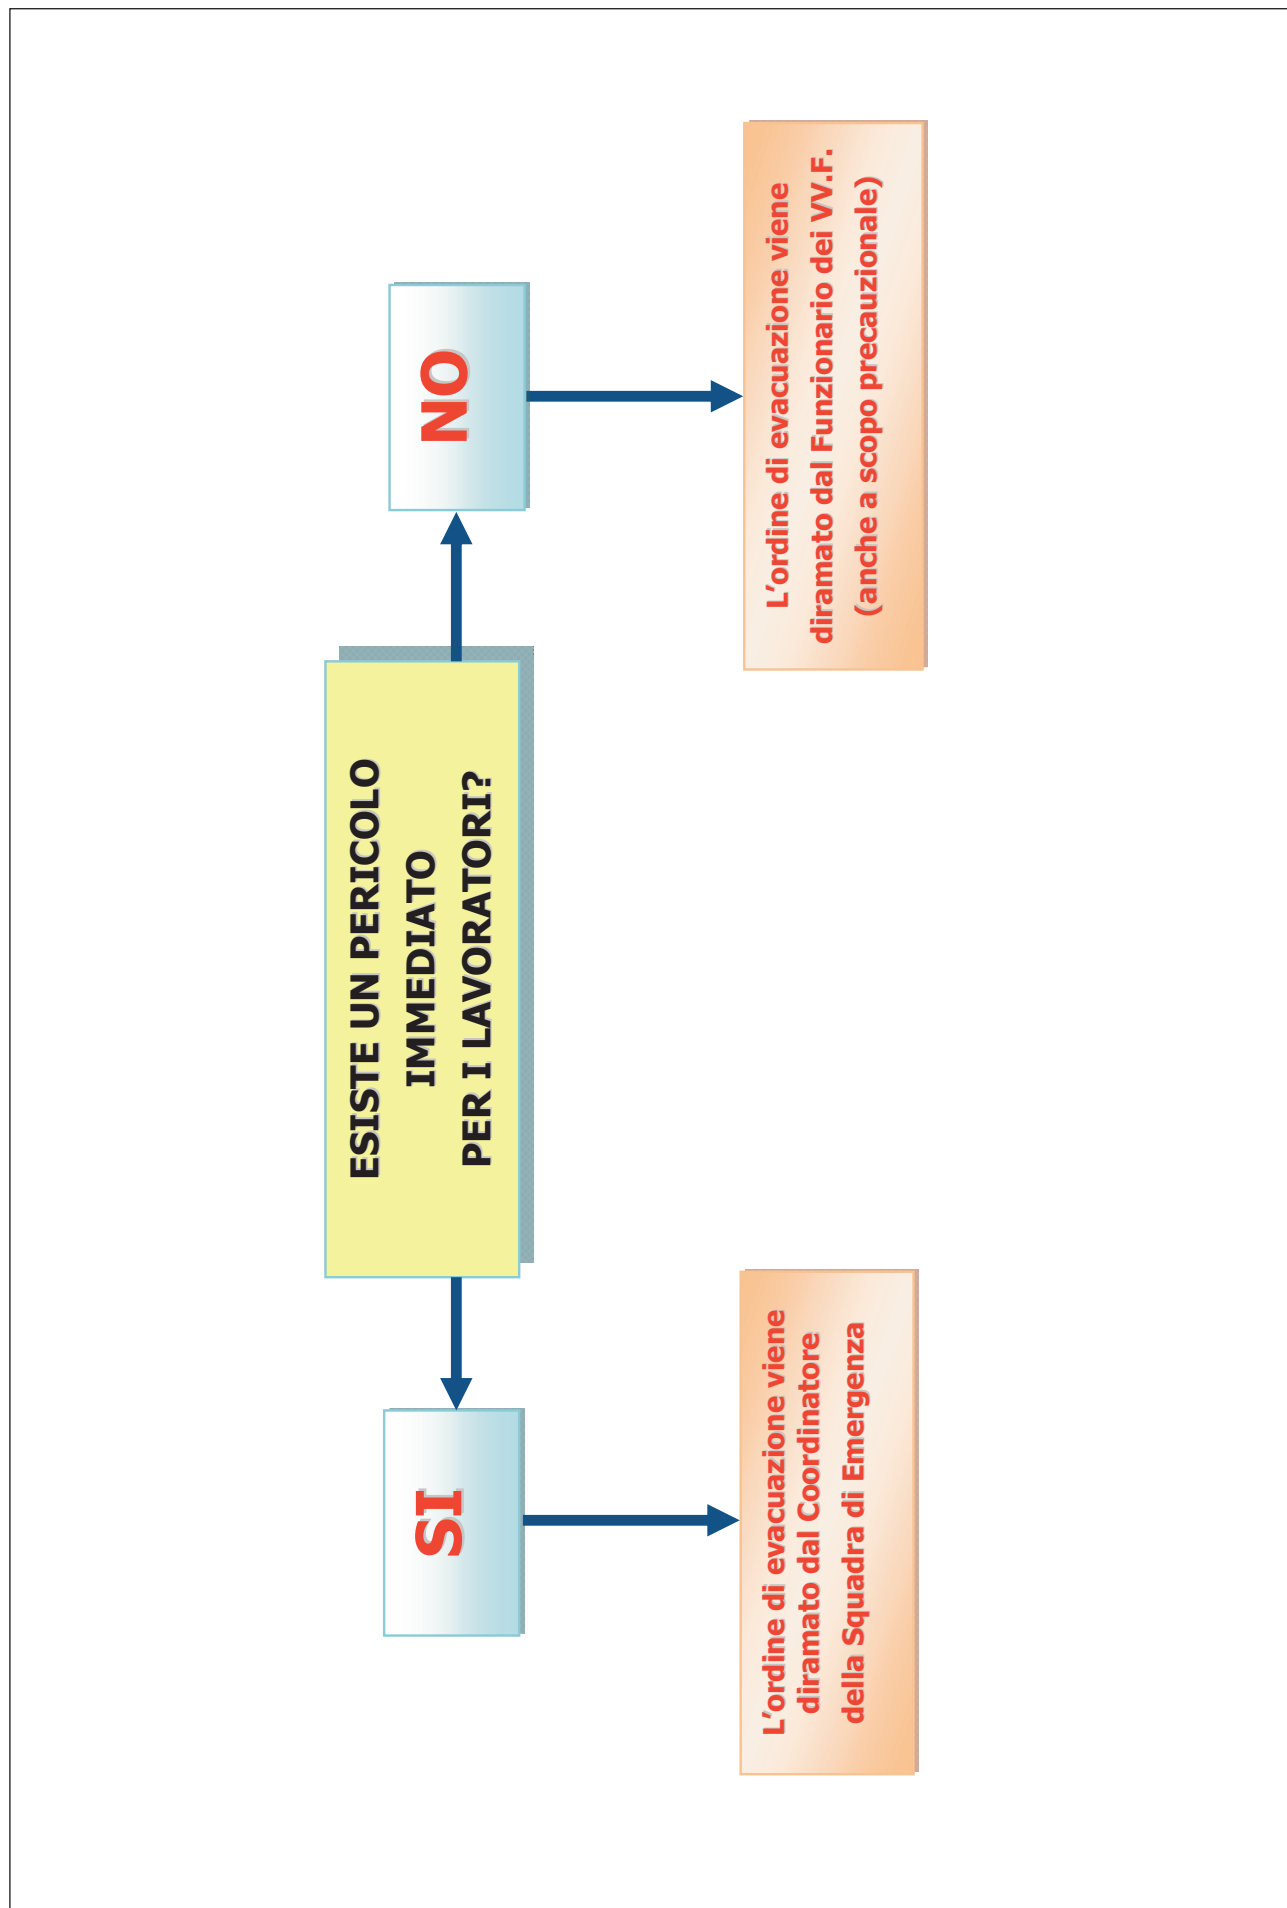 ESISTE UN PERICOLO
IMMEDIATO
PER I LAVORATORI?
SI
NO
L’ordine di evacuazione viene
diramato dal Coordinatore
della Squadra di Emergenza
L’ordine di evacuazione viene
diramato dal Funzionario dei VV.F.
(anche a scopo precauzionale)